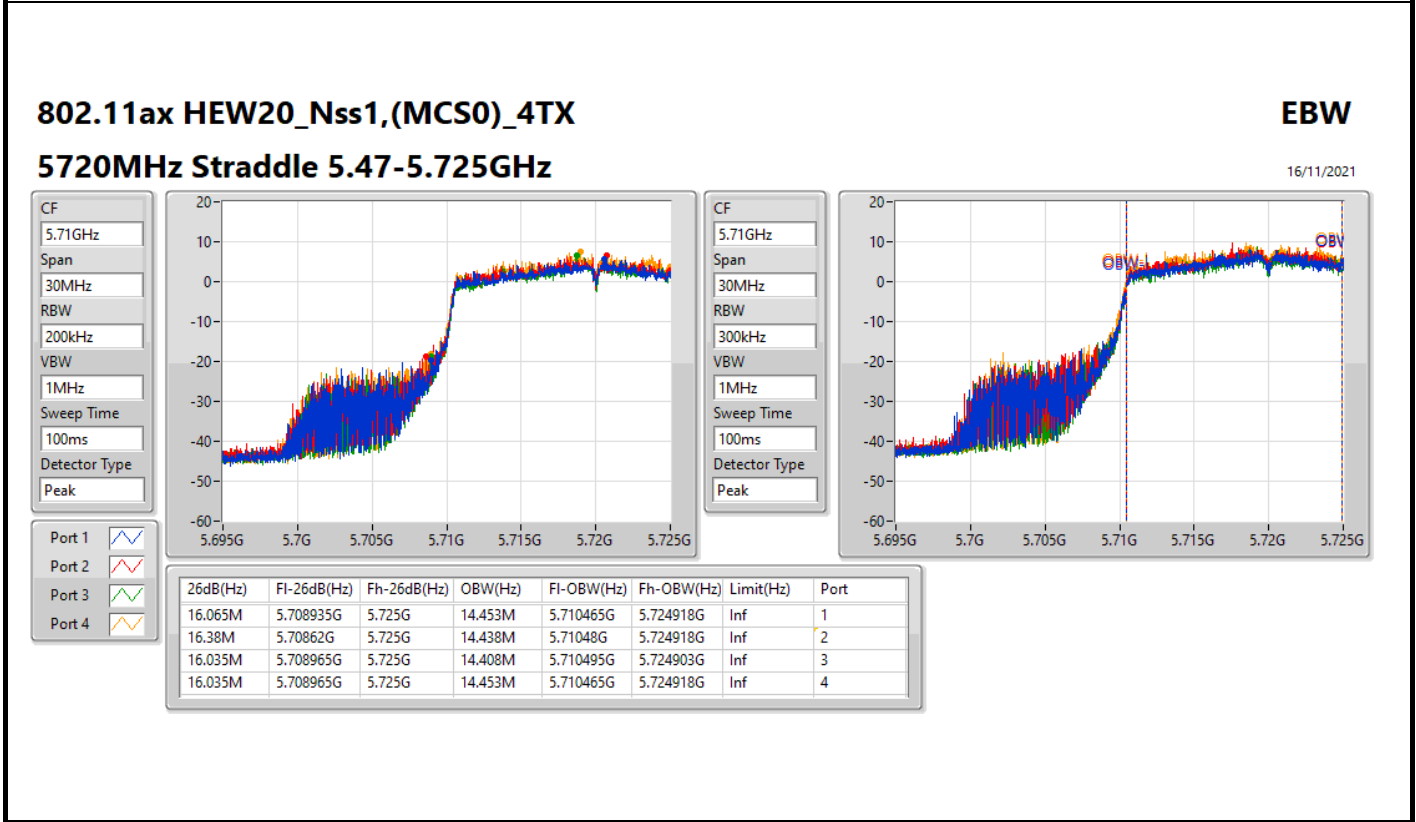 802.11ax HEW20_Nss1,(MCS0)_4TX
EBW
5720MHz Straddle 5.47-5.725GHz
16/11/2021
CF
5.71GHz
Span
30MHz
RBW
200kHz
VBW
1MHz
Sweep Time
100ms
Detector Type
Peak
20
10
0
-10
-20
-30
-40
-50
-60
5.695G 5.7G 5.705G 5.71G 5.715G 5.72G 5.725G
CF
5.71GHz
Span
30MHz
RBW
300kHz
VBW
1MHz
Sweep Time
100ms
Detector Type
Peak
20
10
0
-10
-20
-30
-40
-50
-60
OBW
OBW
5.695G 5.7G 5.705G 5.71G 5.715G 5.72G 5.725G
Port 1
Port 2
Port 3
Port 4
26dB(Hz) Fl-26dB(Hz) Fh-26dB(Hz) OBW(Hz) Fl-OBW(Hz) Fh-OBW(Hz) Limit(Hz) Port
16.065M 5.708935G 5.725G 14.453M 5.710465G 5.724918G Inf 1
16.38M 5.70862G 5.725G 14.438M 5.71048G 5.724918G Inf 2
16.035M 5.708965G 5.725G 14.408M 5.710495G 5.724903G Inf 3
16.035M 5.708965G 5.725G 14.453M 5.710465G 5.724918G Inf 4